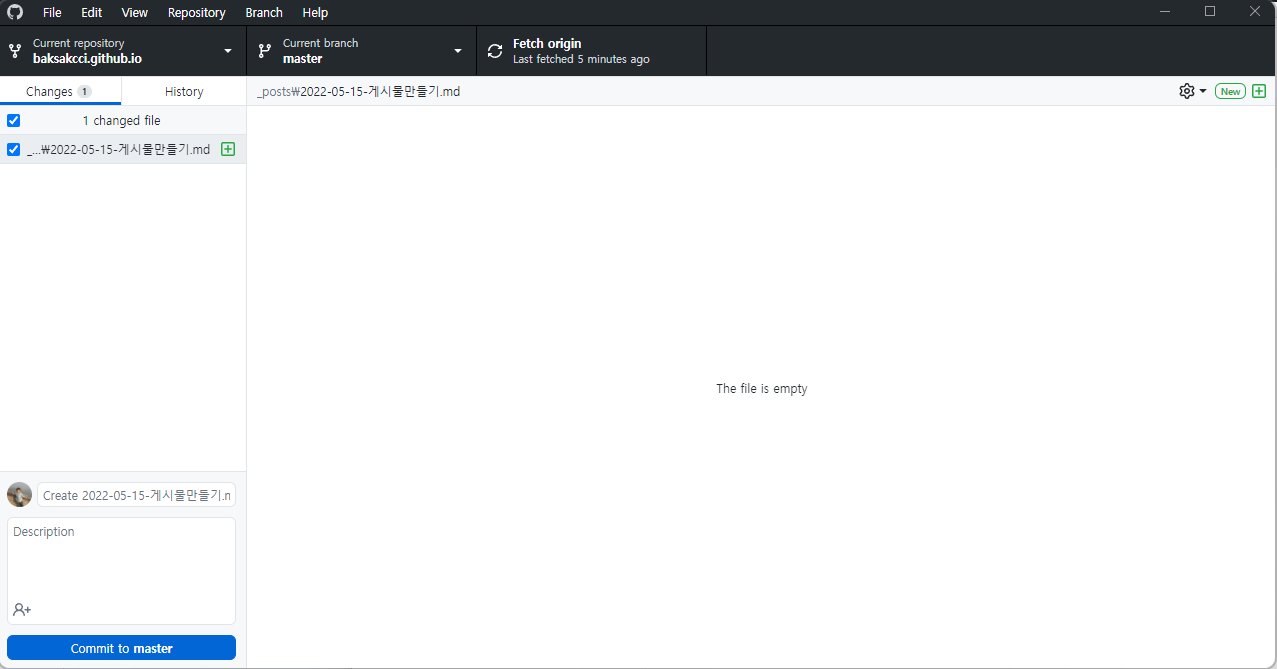 File Edit View Repository Branch Help
Current repository
baksakcci.github.io
Current branch
master
Fetch origin
Last fetched 5 minutes ago
Changes 1
History
_posts₩2022-05-15-게시물만들기.md
New
1 changed file
_...₩2022-05-15-게시물만들기.md
The file is empty
Create 2022-05-15-게시물만들기.n
Description
Commit to master